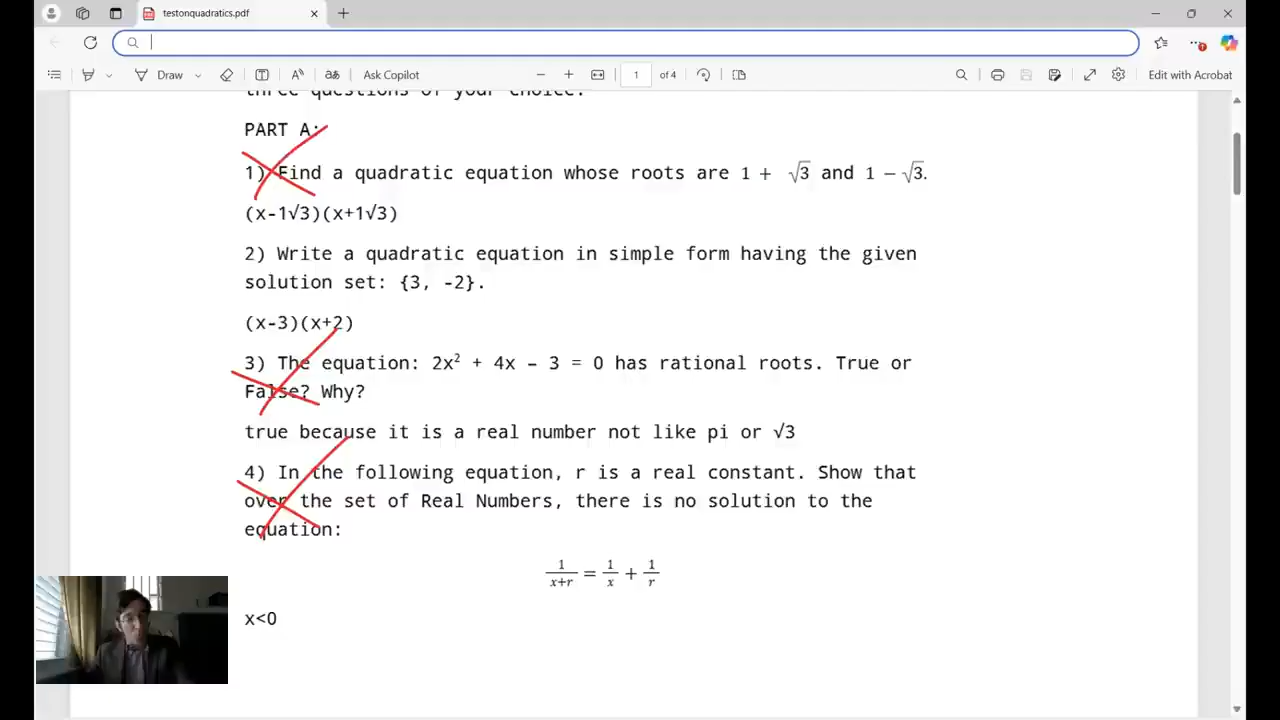 testonquadratics.pdf
Draw
Ask Copilot
1
of 4
Edit with Acrobat
three questions of your choice.
PART A:
1) Find a quadratic equation whose roots are 1 + √3 and 1 − √3.
(x-1√3)(x+1√3)
2) Write a quadratic equation in simple form having the given
solution set: {3, -2}.
(x-3)(x+2)
3) The equation: 2x² + 4x – 3 = 0 has rational roots. True or
False? Why?
true because it is a real number not like pi or √3
4) In the following equation, r is a real constant. Show that
over the set of Real Numbers, there is no solution to the
equation:
1/(x+r) = 1/x + 1/r
x<0